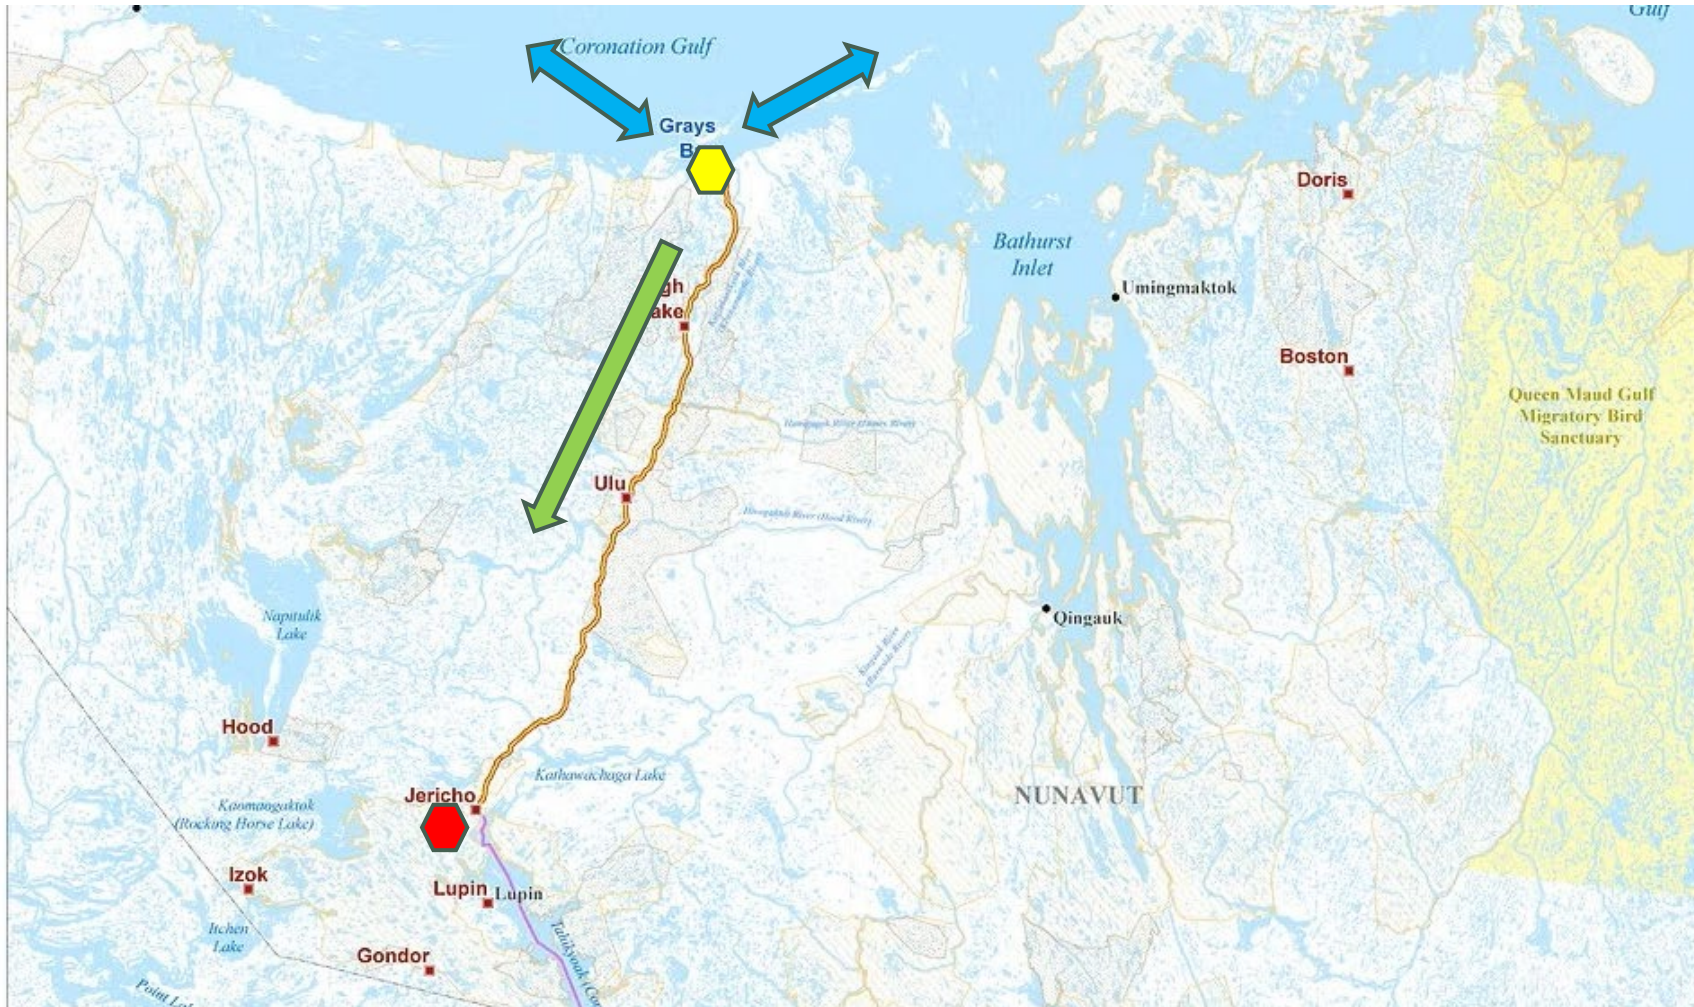 Gulf
Coronation Gulf
Grays
B
Doris
Bathurst
Inlet
gh
ake
Umingmaktok
Boston
Queen Maud Gulf
Migratory Bird
Sanctuary
Ulu
Napitulik
Lake
Qingauk
Hood
Kathawachaga Lake
Jericho
NUNAVUT
Kaomaogaktok
(Rocking Horse Lake)
Izok
Lupin
Lupin
Itchen
Lake
Gondor
Point